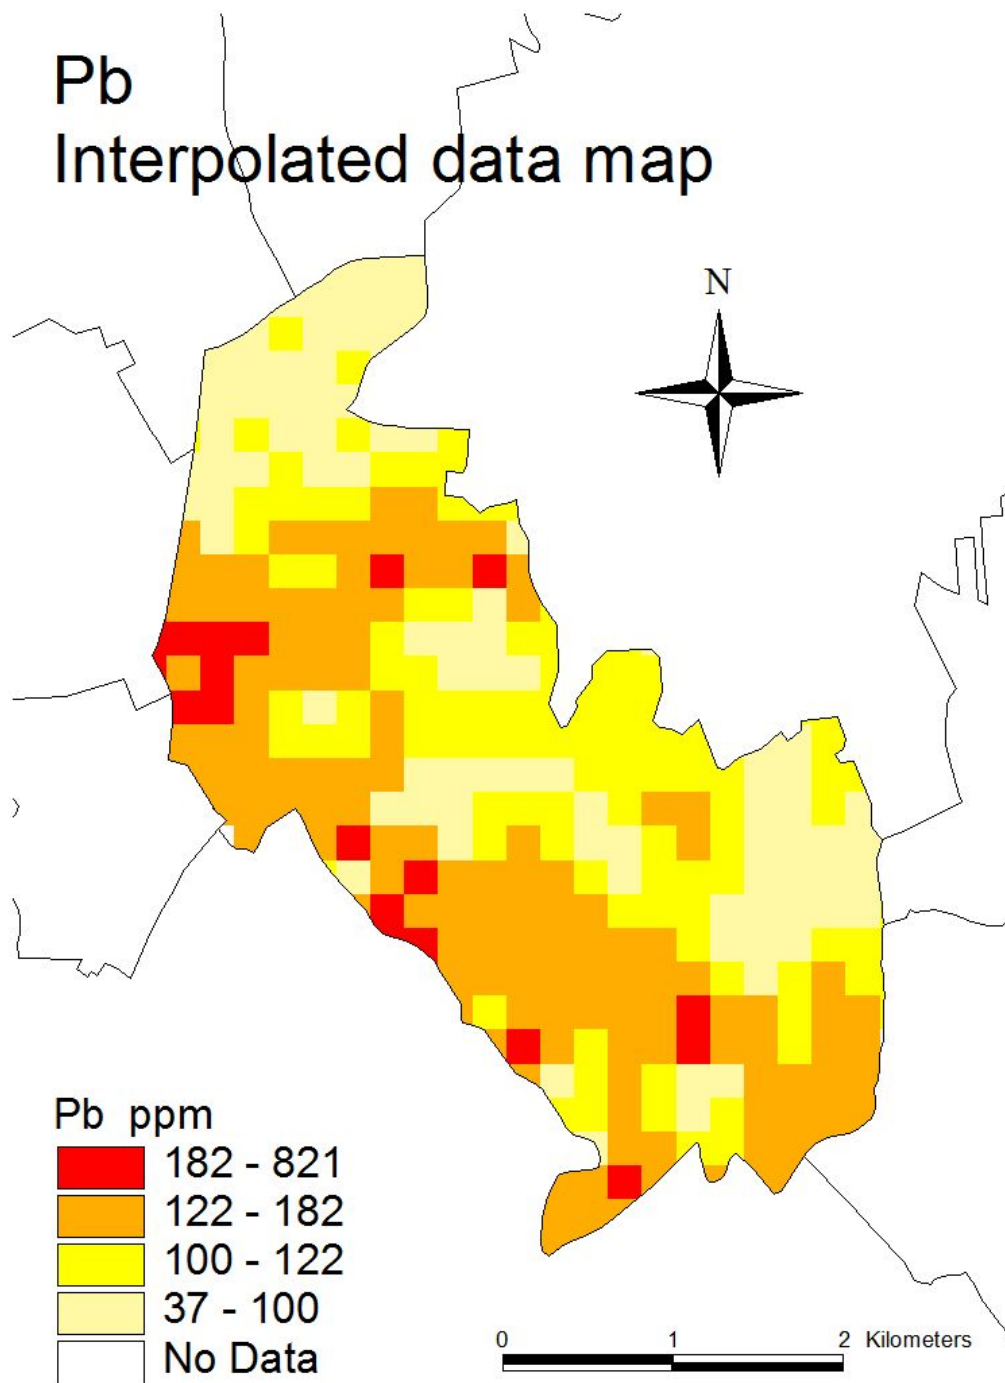 Pb
Interpolated data map
N
Pb ppm
182 - 821
122 - 182
100 - 122
37 - 100
No Data
0 1 2 Kilometers